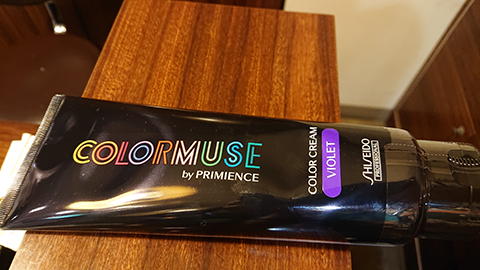 COLORMUSE
by PRIMIENCE
COLOR CREAM
VIOLET
SHISEIDO
PROFESSIONAL